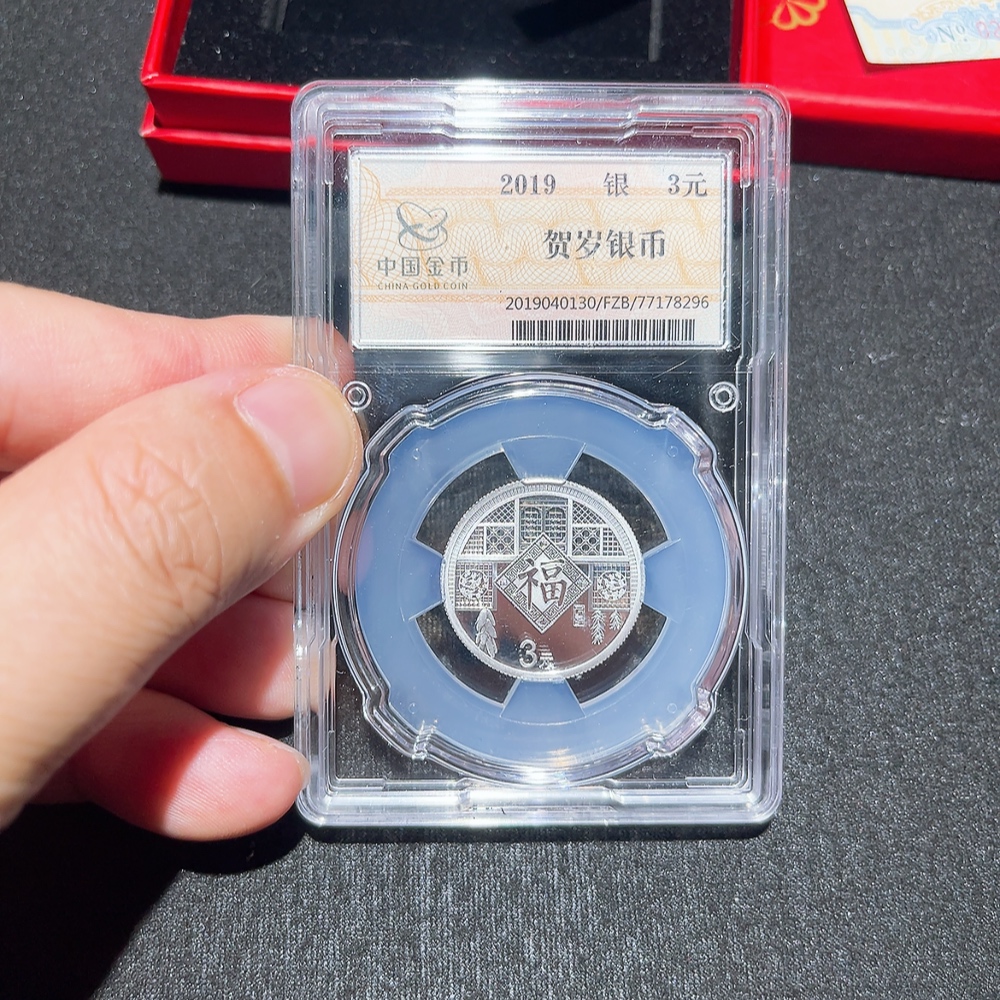 2019 银 3元
贺岁银币
中国金币
CHINA GOLD COIN
2019040130/FZB/77178296
福
3元
No